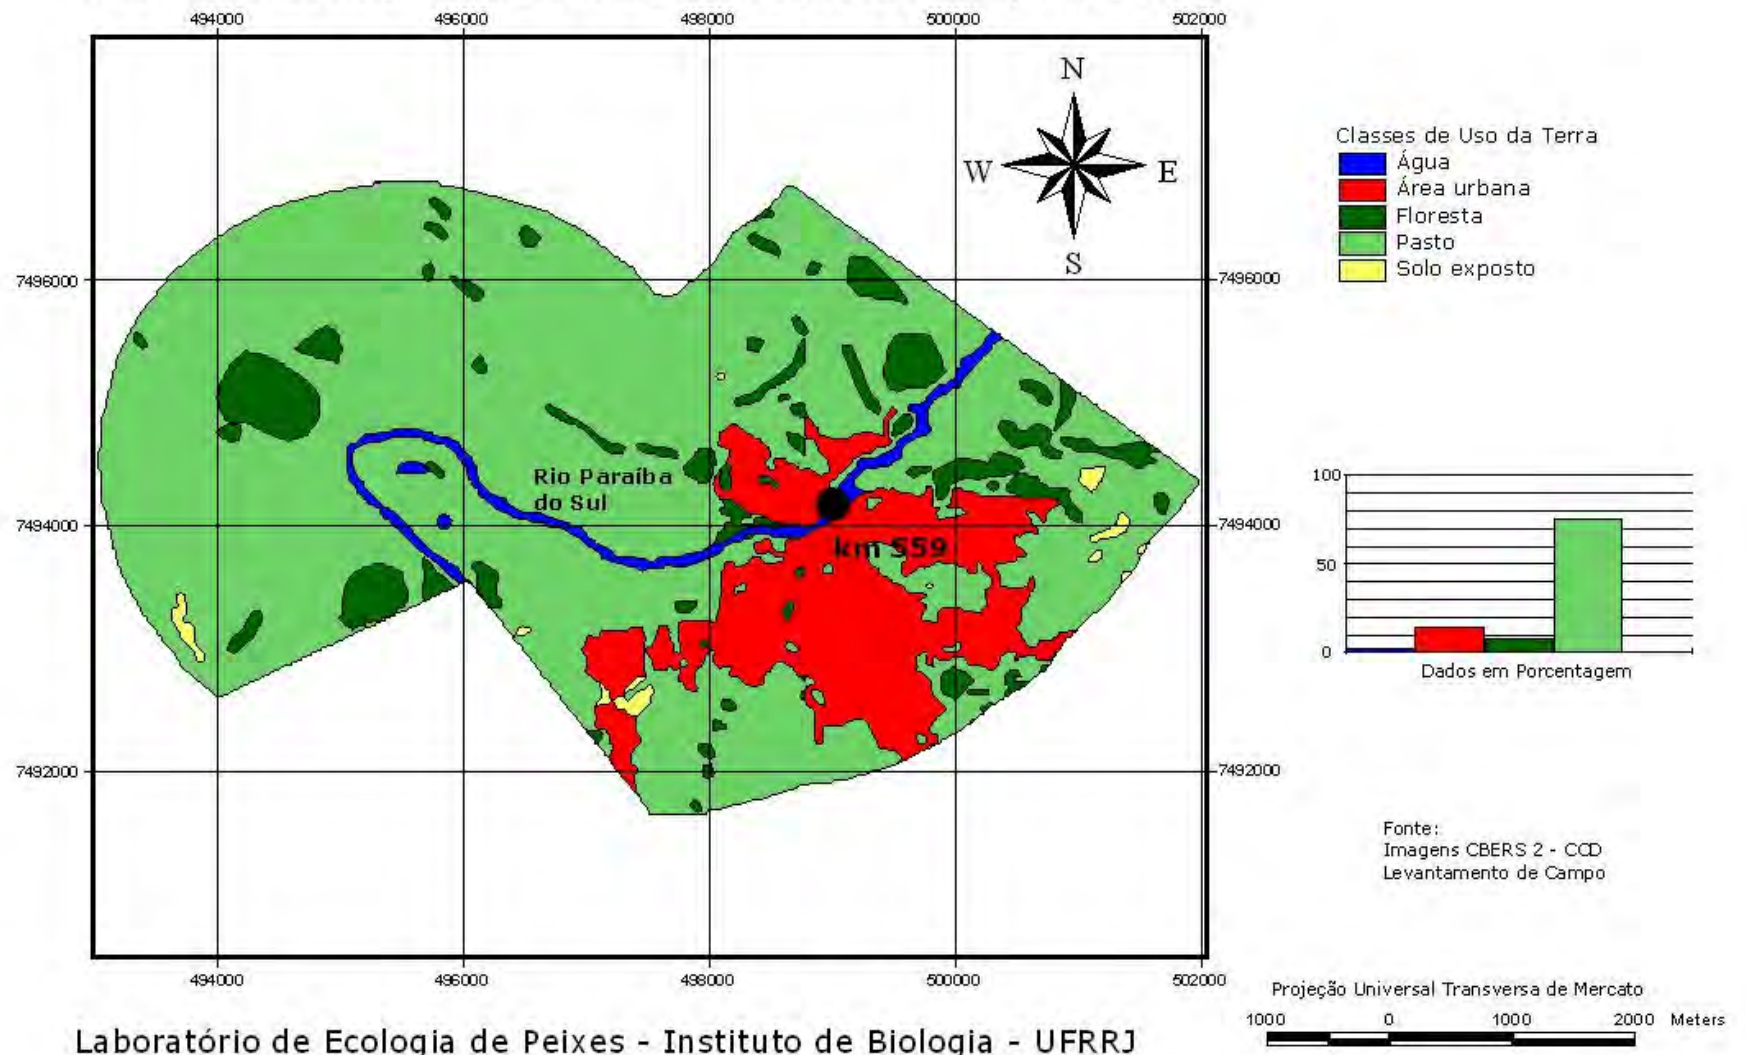 494000 496000 498000 500000 502000
N
W E
S
7496000 7496000
Classes de Uso da Terra
Água
Área urbana
Floresta
Pasto
Solo exposto
Rio Paraíba
do Sul
7494000 7494000
km 559
100
50
0
Dados em Porcentagem
7492000 7492000
Fonte:
Imagens CBERS 2 - CCD
Levantamento de Campo
494000 496000 498000 500000 502000
Projeção Universal Transversa de Mercato
1000 0 1000 2000 Meters
Laboratório de Ecologia de Peixes - Instituto de Biologia - UFRRJ